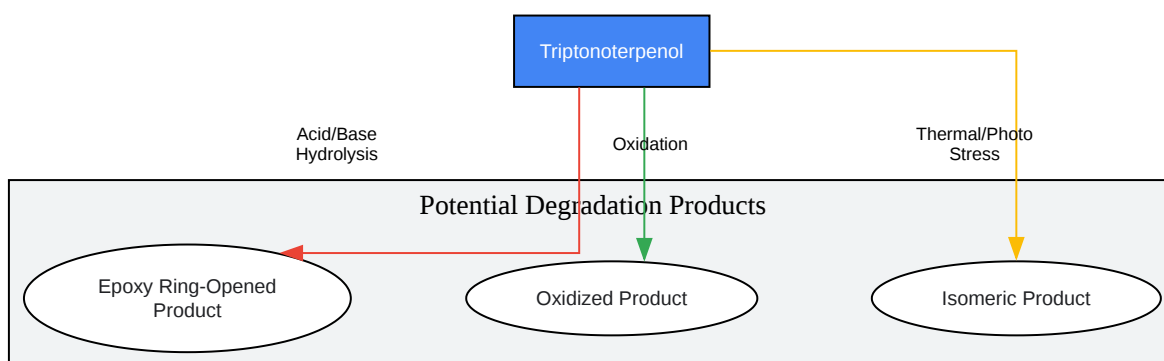 Triptonoterpenol
Acid/Base
Hydrolysis
Oxidation
Thermal/Photo
Stress
Potential Degradation Products
Epoxy Ring-Opened
Product
Oxidized Product
Isomeric Product